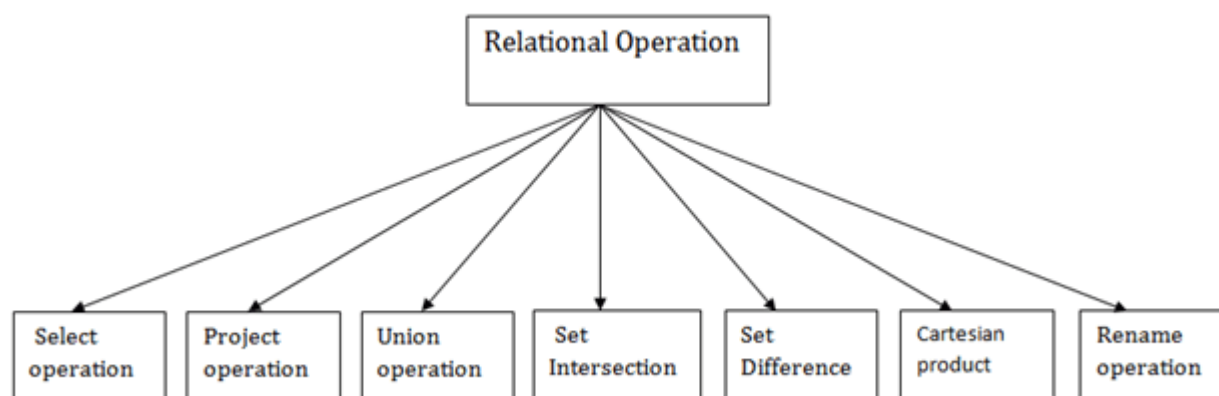 Relational Operation
Select
operation
Project
operation
Union
operation
Set
Intersection
Set
Difference
Cartesian
product
Rename
operation